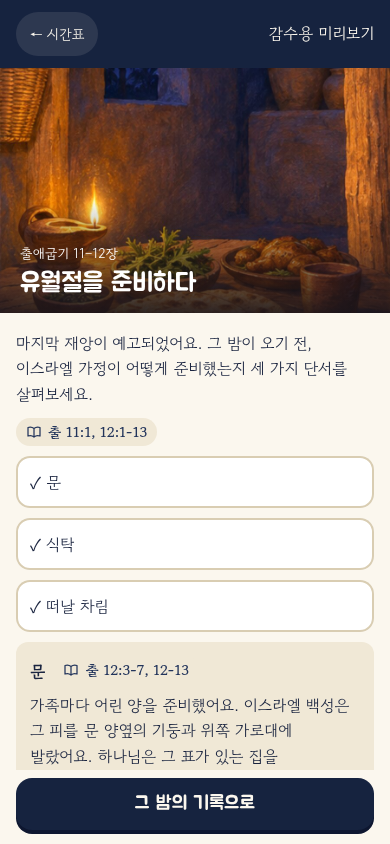 ← 시간표
감수용 미리보기
출애굽기 11–12장
유월절을 준비하다
마지막 재앙이 예고되었어요. 그 밤이 오기 전,
이스라엘 가정이 어떻게 준비했는지 세 가지 단서를
살펴보세요.
출 11:1, 12:1-13
✓ 문
✓ 식탁
✓ 떠날 차림
문 출 12:3-7, 12-13
가족마다 어린 양을 준비했어요. 이스라엘 백성은
그 피를 문 양옆의 기둥과 위쪽 가로대에
발랐어요. 하나님은 그 표가 있는 집을
그 밤의 기록으로